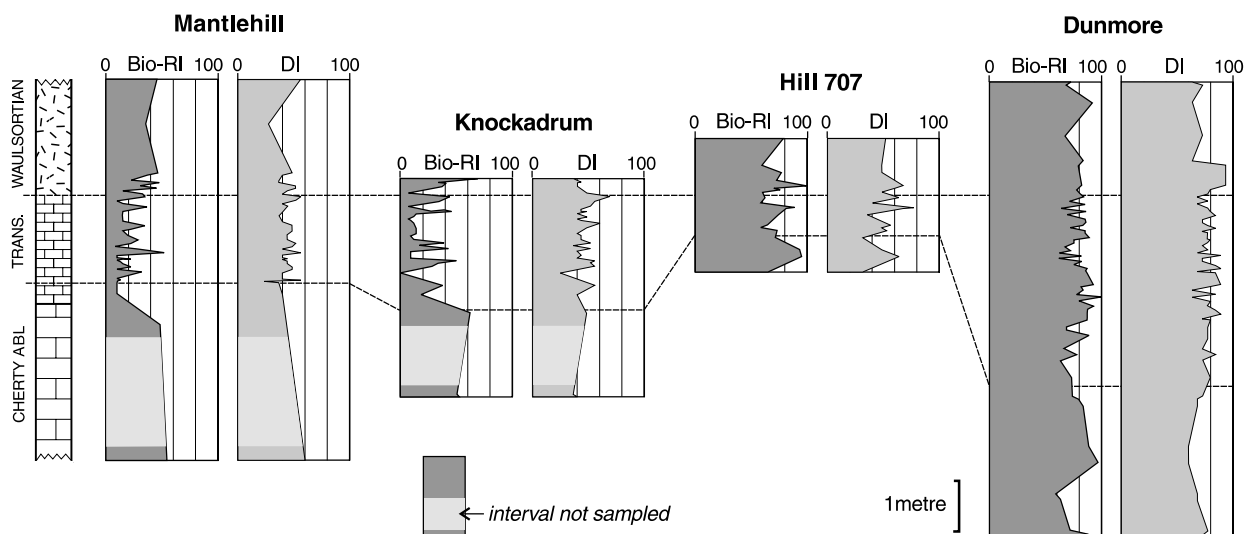 Mantlehill
0 Bio-RI 100
0 DI 100
Knockadrum
0 Bio-RI 100
0 DI 100
Hill 707
0 Bio-RI 100
0 DI 100
Dunmore
0 Bio-RI 100
0 DI 100
WAULSORTIAN
TRANS.
CHERTY ABL
interval not sampled
1metre